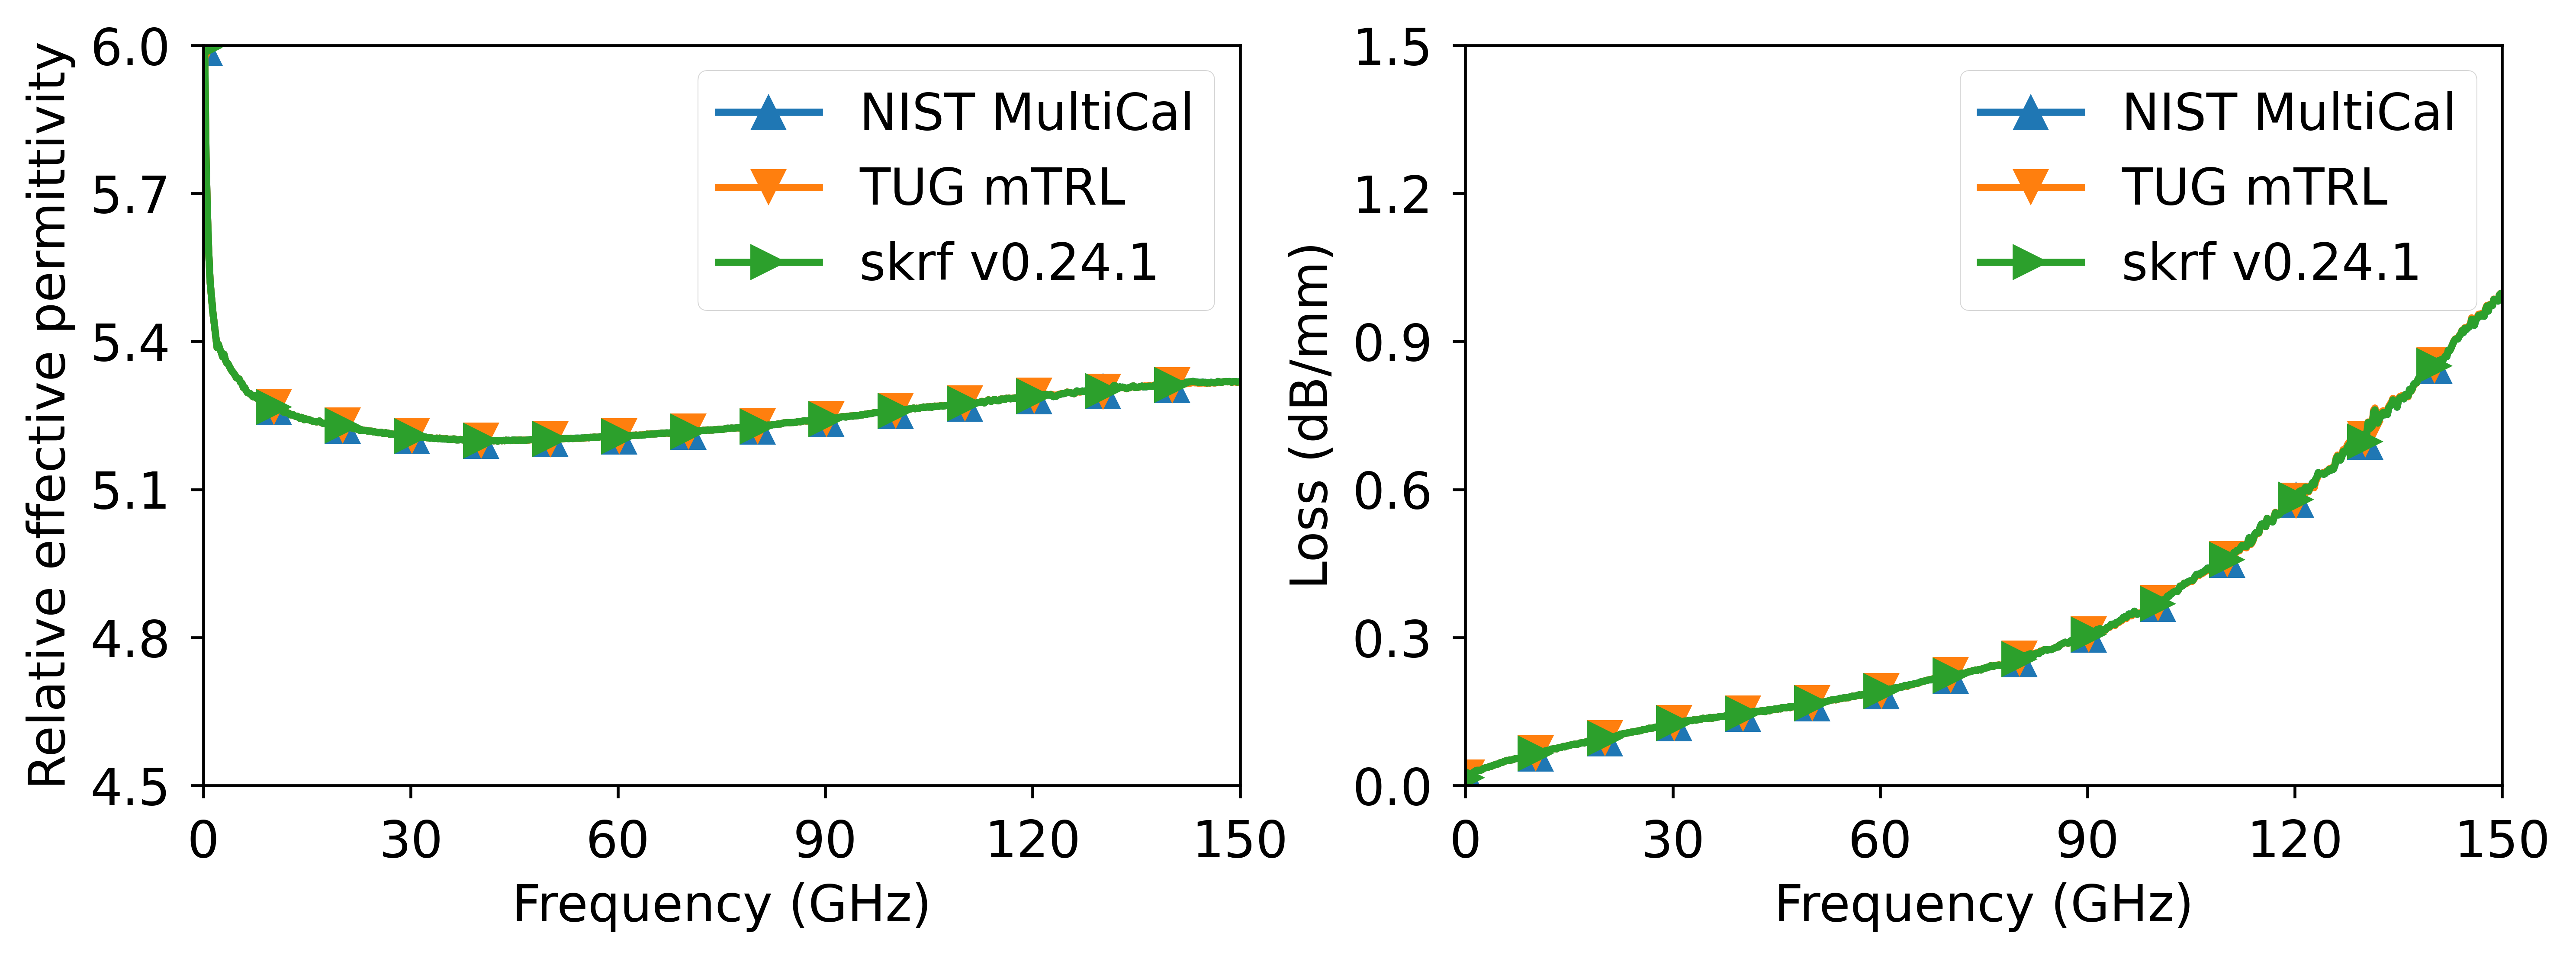 Relative effective permittivity
6.0
5.7
5.4
5.1
4.8
4.5
NIST MultiCal
TUG mTRL
skrf v0.24.1
0 30 60 90 120 150
Frequency (GHz)
Loss (dB/mm)
1.5
1.2
0.9
0.6
0.3
0.0
NIST MultiCal
TUG mTRL
skrf v0.24.1
0 30 60 90 120 150
Frequency (GHz)